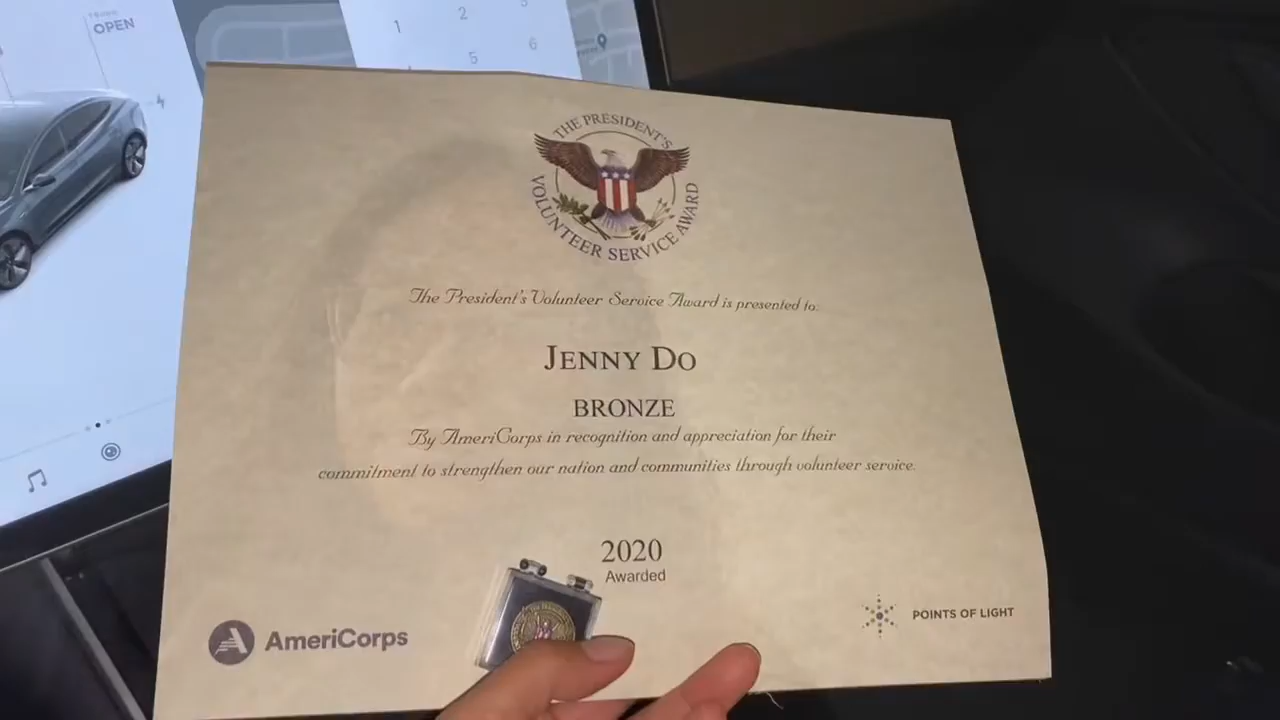 OPEN
1
2
5
6
THE PRESIDENT'S
VOLUNTEER SERVICE AWARD
The President's Volunteer Service Award is presented to:
JENNY DO
BRONZE
By AmeriCorps in recognition and appreciation for their
commitment to strengthen our nation and communities through volunteer service.
2020
Awarded
AmeriCorps
POINTS OF LIGHT